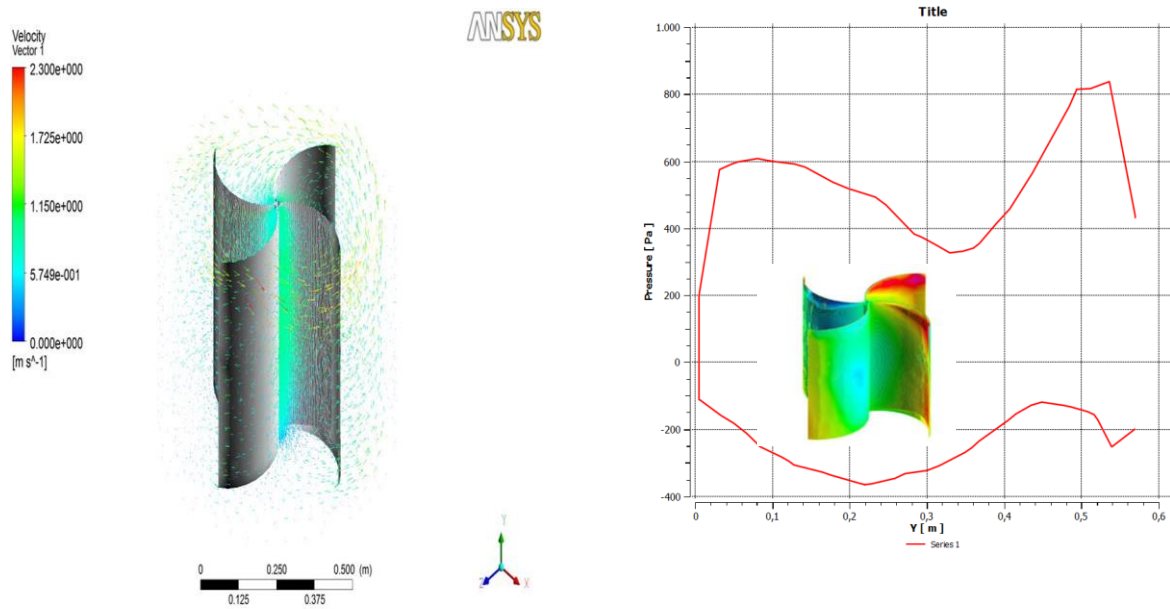 ANSYS
Velocity
Vector 1
2.300e+000
1.725e+000
1.150e+000
5.749e-001
0.000e+000
[m s^-1]
0
0.250
0.500
(m)
0.125
0.375
Y
Z
X
Title
1.000
800
600
400
200
0
-200
-400
Pressure [ Pa ]
0
0,1
0,2
0,3
0,4
0,5
0,6
Y [ m ]
Series 1